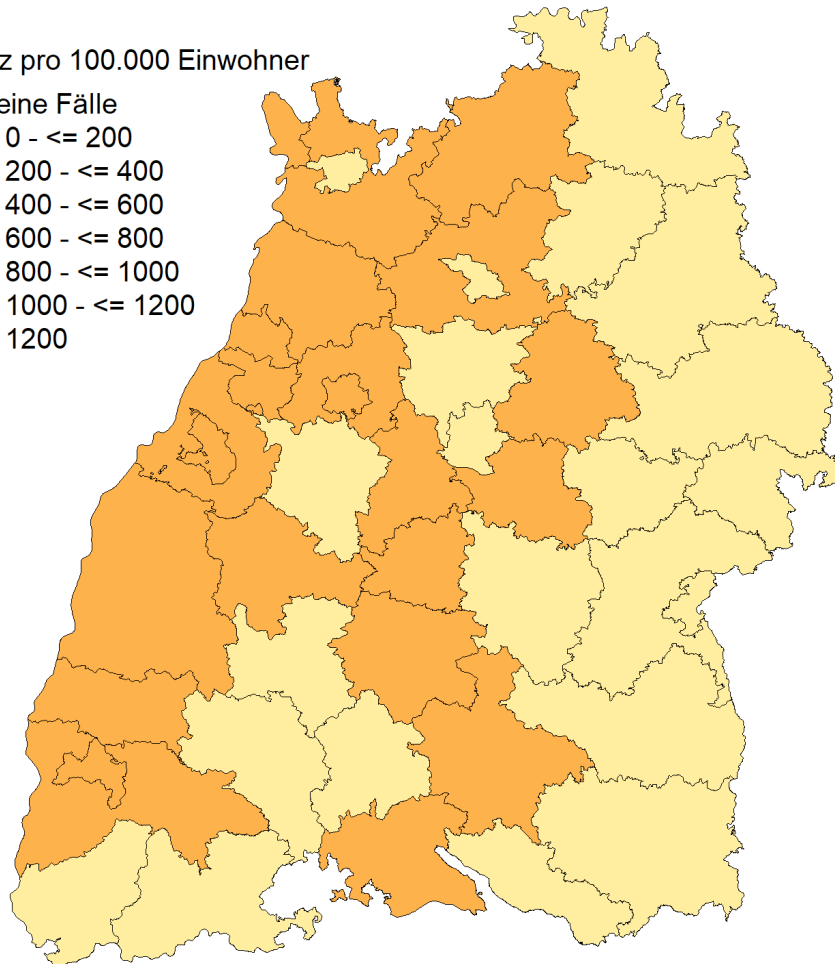 z pro 100.000 Einwohner
eine Fälle
0 - <= 200
200 - <= 400
400 - <= 600
600 - <= 800
800 - <= 1000
1000 - <= 1200
1200